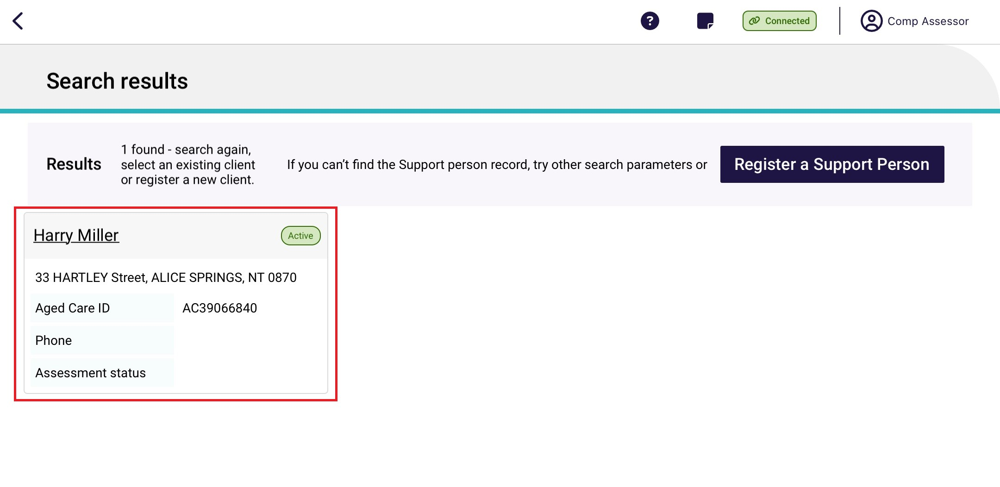 ?
Connected
Comp Assessor
Search results
Results
1 found - search again,
select an existing client
or register a new client.
If you can’t find the Support person record, try other search parameters or
Register a Support Person
Harry Miller
Active
33 HARTLEY Street, ALICE SPRINGS, NT 0870
Aged Care ID AC39066840
Phone
Assessment status